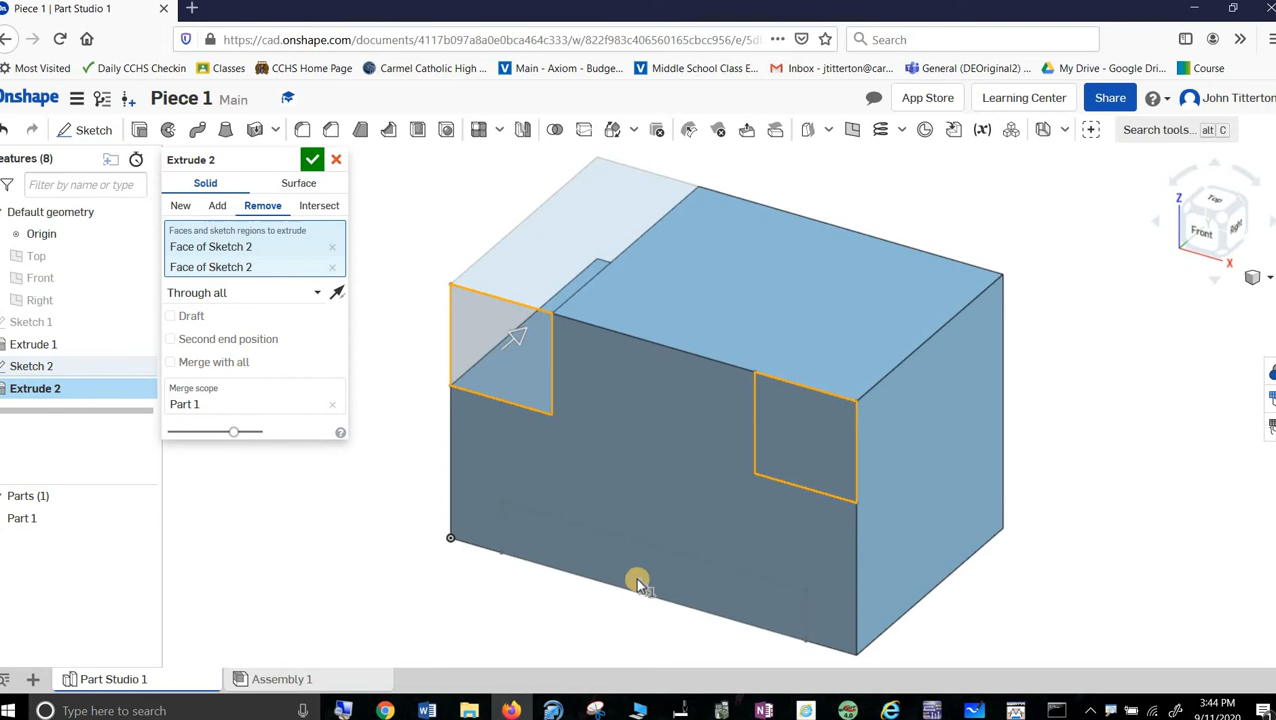 Piece 1 | Part Studio 1
https://cad.onshape.com/documents/4117b097a8a0e0bca464c333/w/822f983c406560165cbcc956/e/5d
Search
Most Visited
Daily CCHS Checkin
Classes
CCHS Home Page
Carmel Catholic High ...
Main - Axiom - Budge...
Middle School Class E...
Inbox - jtitterton@car...
General (DEOriginal2) ...
My Drive - Google Dri...
Course
Onshape
Piece 1 Main
App Store
Learning Center
Share
John Titterton
Sketch
Search tools... alt C
eatures (8)
Filter by name or type
Default geometry
Origin
Top
Front
Right
Sketch 1
Extrude 1
Sketch 2
Extrude 2
Parts (1)
Part 1
Extrude 2
Solid Surface
New Add Remove Intersect
Faces and sketch regions to extrude
Face of Sketch 2
Face of Sketch 2
Through all
Draft
Second end position
Merge with all
Merge scope
Part 1
Z
Top
Front
Right
X
Part Studio 1
Assembly 1
Type here to search
3:44 PM
9/11/2020